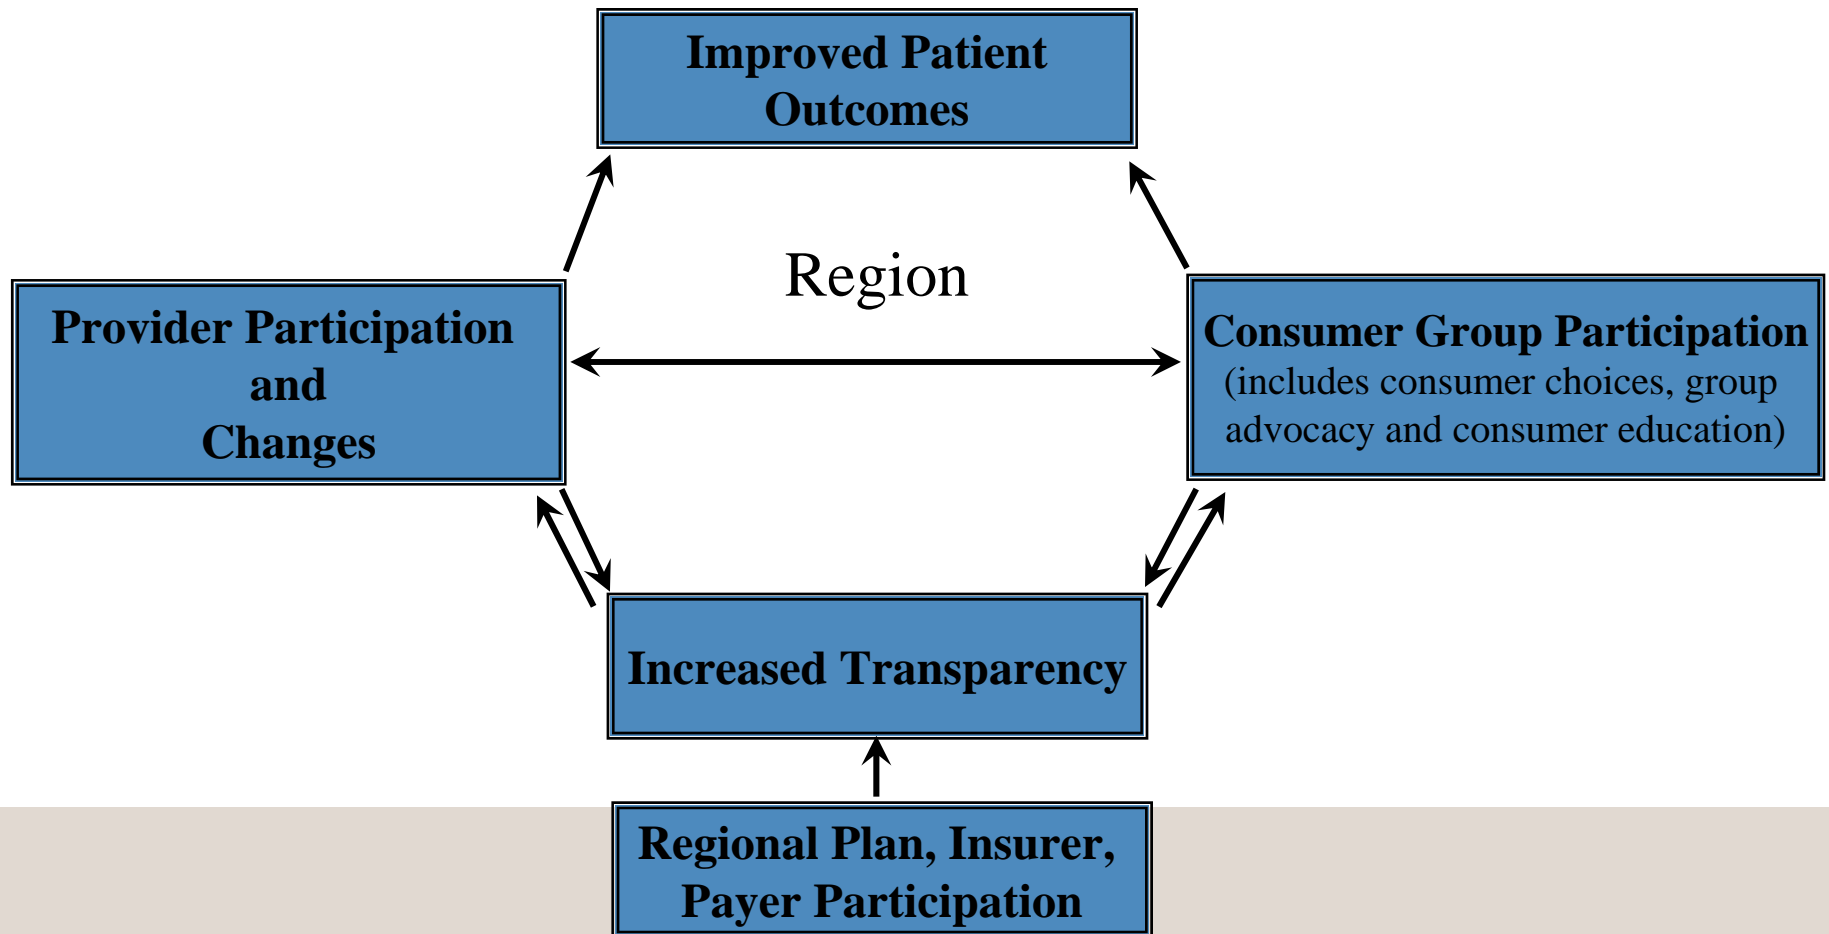 Improved Patient
Outcomes
Region
Provider Participation
and
Changes
Consumer Group Participation
(includes consumer choices, group
advocacy and consumer education)
Increased Transparency
Regional Plan, Insurer,
Payer Participation